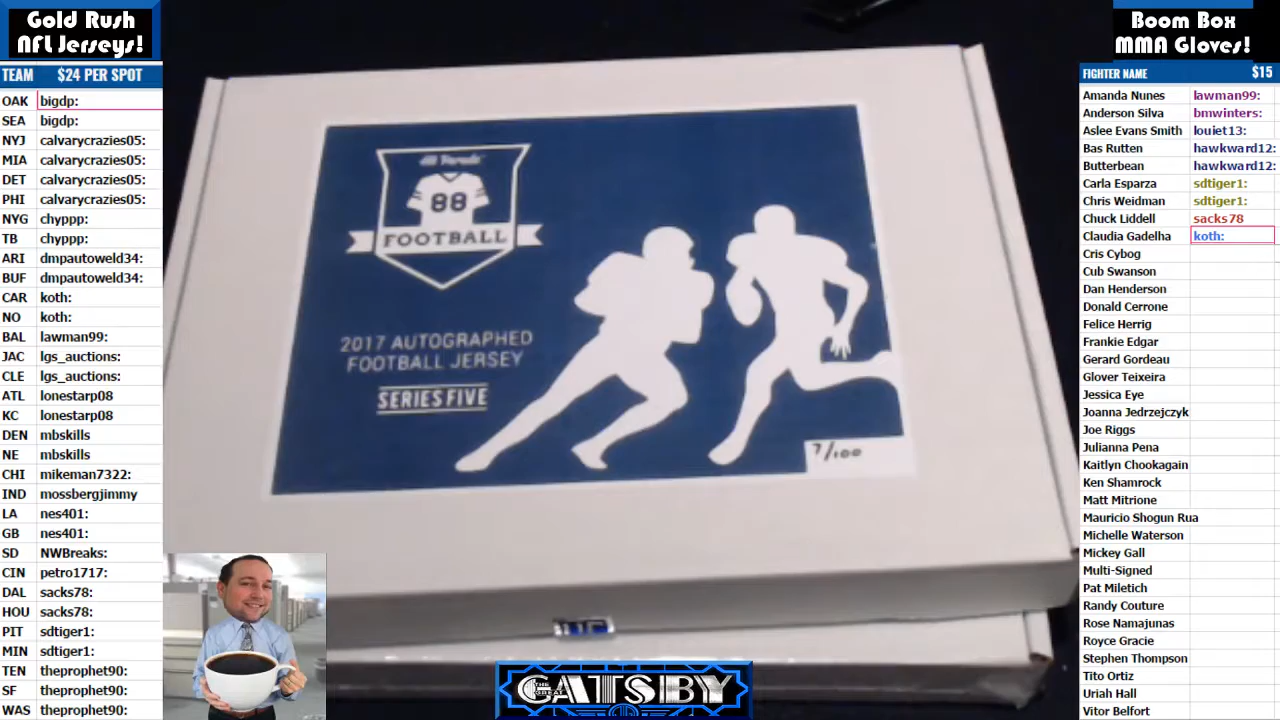 Gold Rush
NFL Jerseys!
TEAM $24 PER SPOT
OAK bigdp:
SEA bigdp:
NYJ calvarycrazies05:
MIA calvarycrazies05:
DET calvarycrazies05:
PHI calvarycrazies05:
NYG chyppp:
TB chyppp:
ARI dmpautoweld34:
BUF dmpautoweld34:
CAR koth:
NO koth:
BAL lawman99:
JAC lgs_auctions:
CLE lgs_auctions:
ATL lonestarp08
KC lonestarp08
DEN mbskills
NE mbskills
CHI mikeman7322:
IND mossbergjimmy
LA nes401:
GB nes401:
SD NWBreaks:
CIN petro1717:
DAL sacks78:
HOU sacks78:
PIT sdtiger1:
MIN sdtiger1:
TEN theprophet90:
SF theprophet90:
WAS theprophet90:
88
FOOTBALL
2017 AUTOGRAPHED
FOOTBALL JERSEY
SERIES FIVE
7/100
THE GREAT
GATSBY
Boom Box
MMA Gloves!
FIGHTER NAME $15
Amanda Nunes lawman99:
Anderson Silva bmwinters:
Aslee Evans Smith louiet13:
Bas Rutten hawkward12:
Butterbean hawkward12:
Carla Esparza sdtiger1:
Chris Weidman sdtiger1:
Chuck Liddell sacks78
Claudia Gadelha koth:
Cris Cybog
Cub Swanson
Dan Henderson
Donald Cerrone
Felice Herrig
Frankie Edgar
Gerard Gordeau
Glover Teixeira
Jessica Eye
Joanna Jedrzejczyk
Joe Riggs
Julianna Pena
Kaitlyn Chookagain
Ken Shamrock
Matt Mitrione
Mauricio Shogun Rua
Michelle Waterson
Mickey Gall
Multi-Signed
Pat Miletich
Randy Couture
Rose Namajunas
Royce Gracie
Stephen Thompson
Tito Ortiz
Uriah Hall
Vitor Belfort